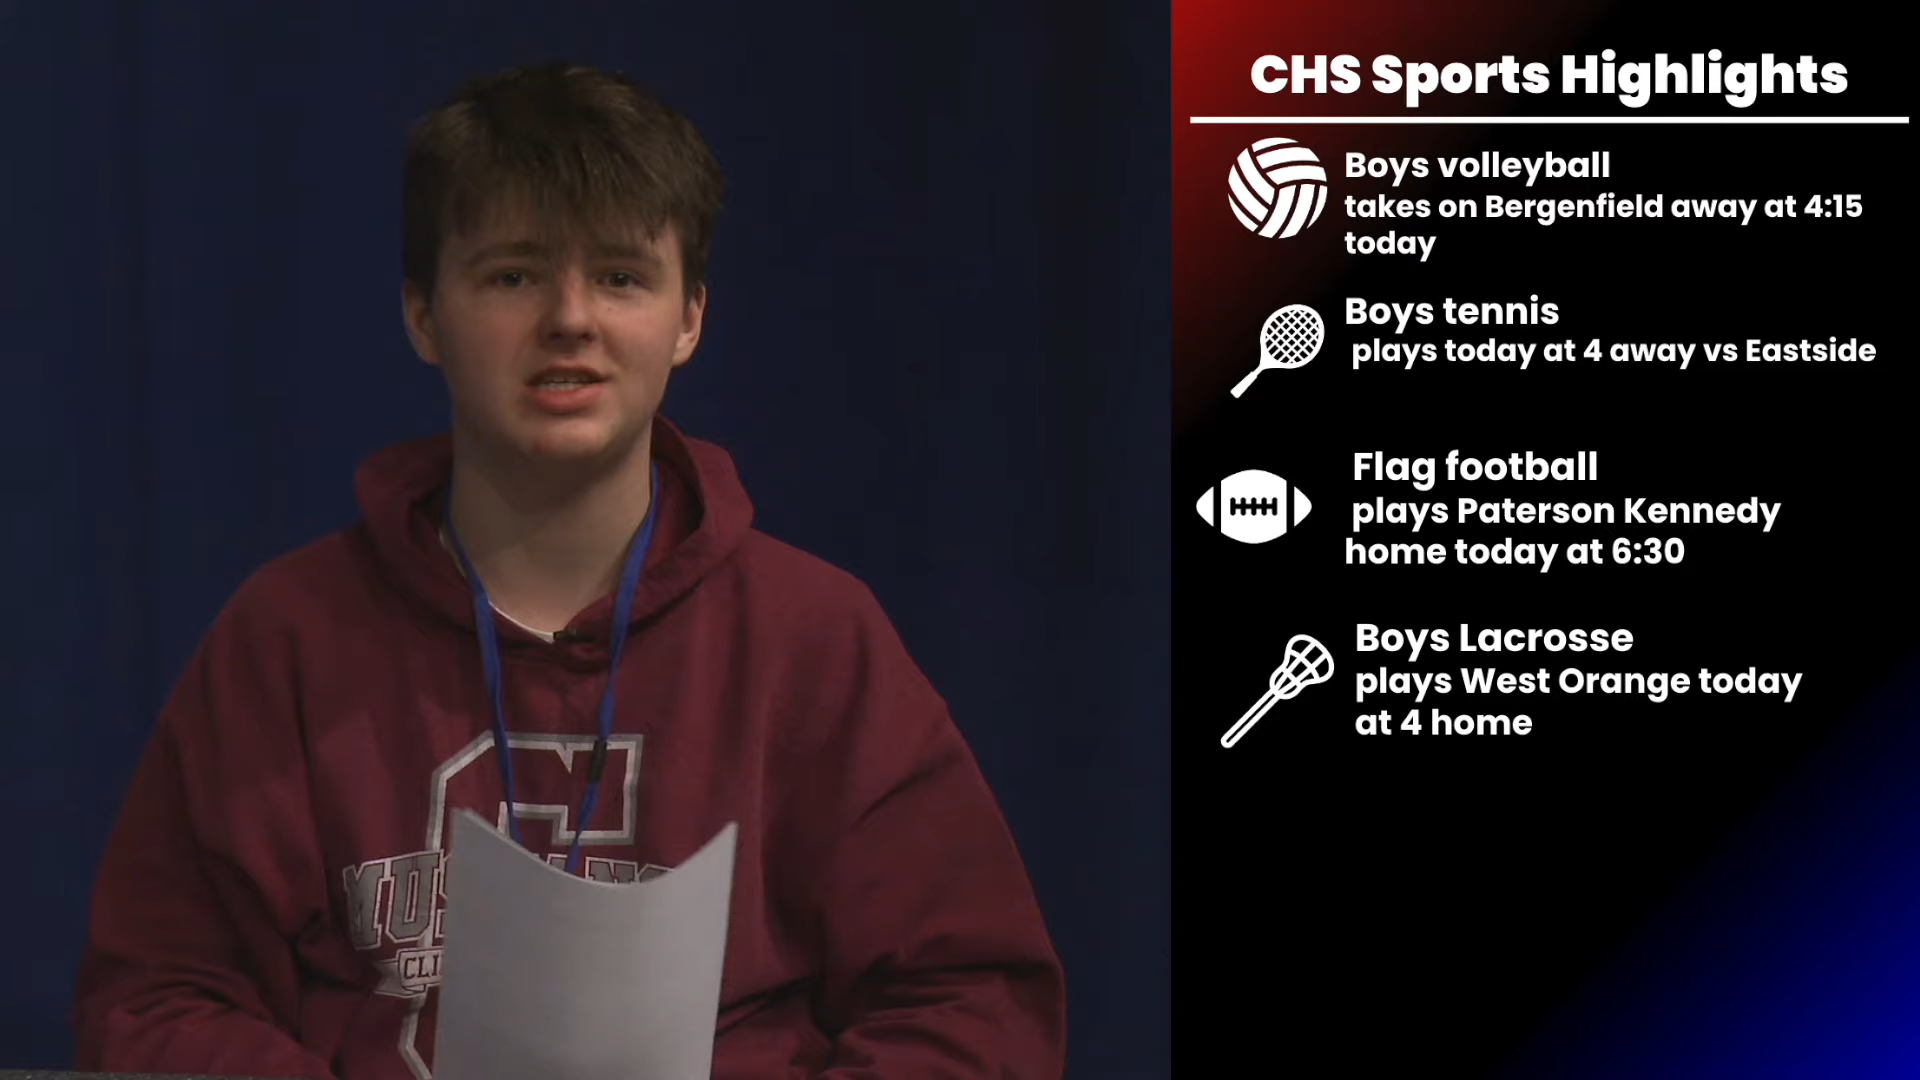 CHS Sports Highlights
Boys volleyball
takes on Bergenfield away at 4:15
today
Boys tennis
plays today at 4 away vs Eastside
Flag football
plays Paterson Kennedy
home today at 6:30
Boys Lacrosse
plays West Orange today
at 4 home